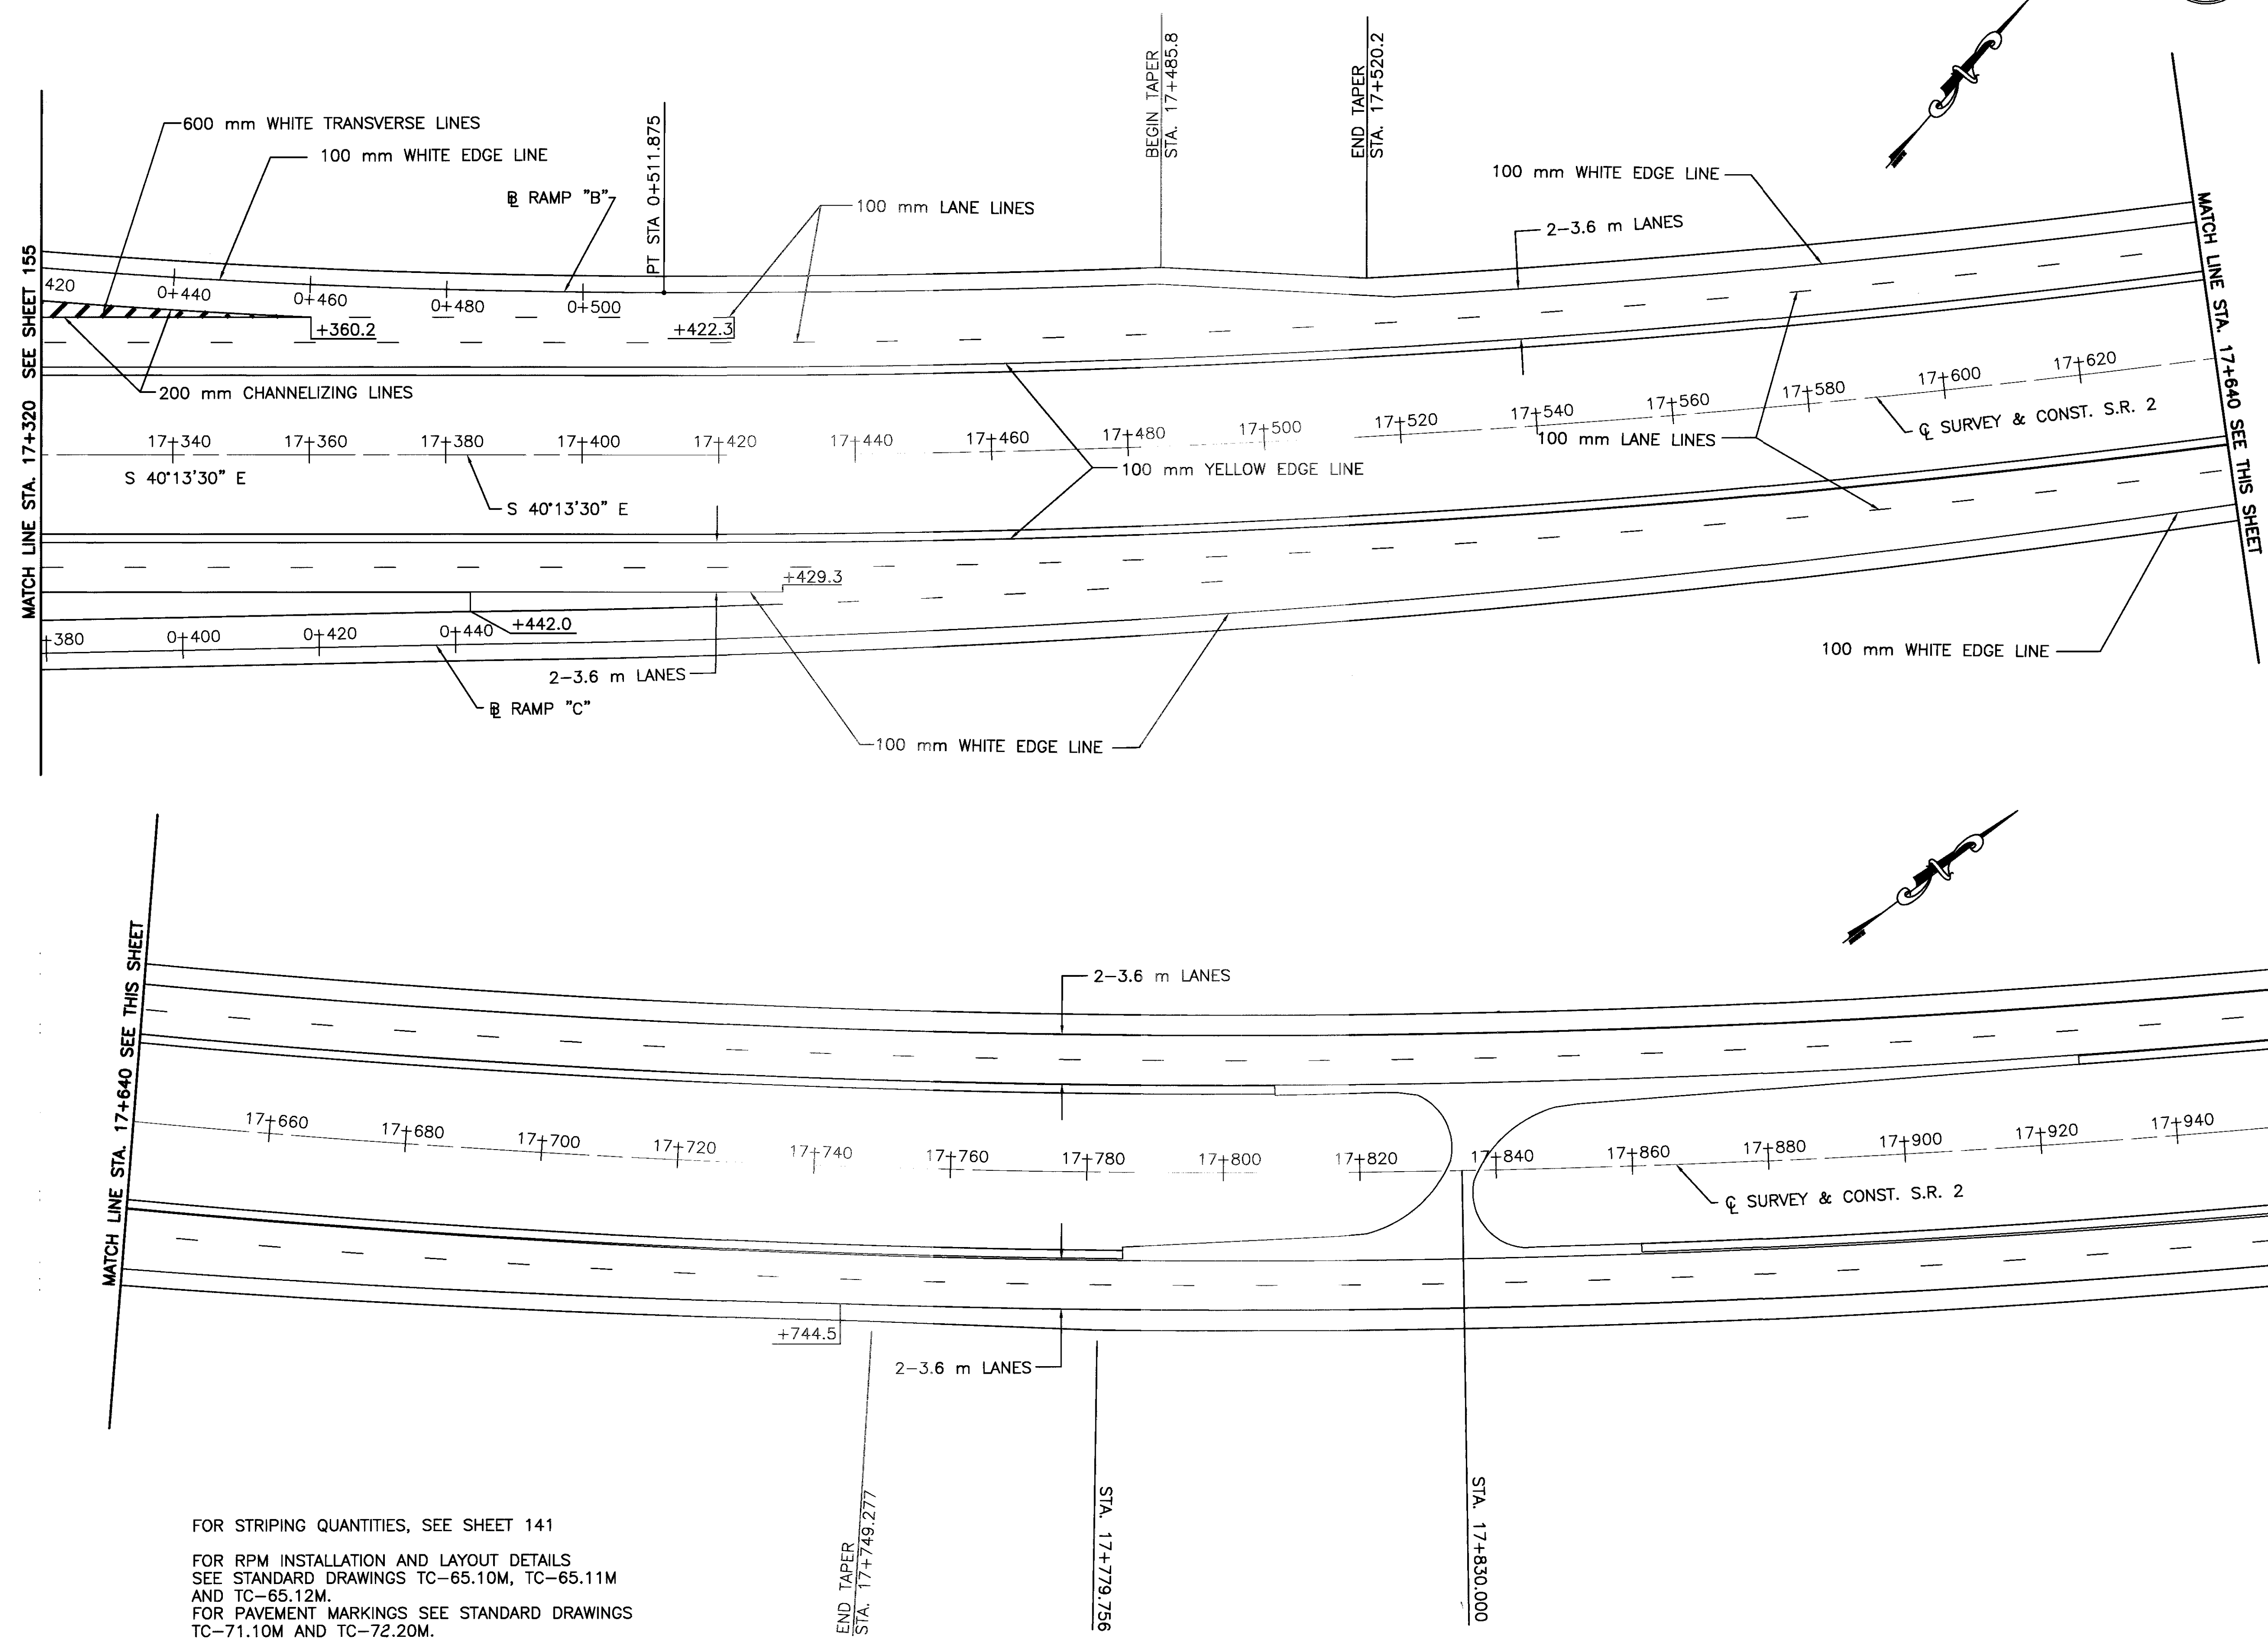 BEGIN TAPER
STA. 17+485.8
END TAPER
STA. 17+520.2
600 mm WHITE TRANSVERSE LINES
100 mm WHITE EDGE LINE
℄ RAMP "B"
PT STA 0+511.875
100 mm LANE LINES
100 mm WHITE EDGE LINE
2-3.6 m LANES
MATCH LINE STA. 17+320 SEE SHEET 155
MATCH LINE STA. 17+640 SEE THIS SHEET
420
0+440
0+460
0+480
0+500
+360.2
+422.3
200 mm CHANNELIZING LINES
17+340
17+360
17+380
17+400
17+420
17+440
17+460
17+480
17+500
17+520
17+540
17+560
17+580
17+600
17+620
S 40°13'30" E
S 40°13'30" E
100 mm YELLOW EDGE LINE
100 mm LANE LINES
℄ SURVEY & CONST. S.R. 2
+429.3
+380
0+400
0+420
0+440
+442.0
2-3.6 m LANES
℄ RAMP "C"
100 mm WHITE EDGE LINE
100 mm WHITE EDGE LINE
MATCH LINE STA. 17+640 SEE THIS SHEET
2-3.6 m LANES
17+660
17+680
17+700
17+720
17+740
17+760
17+780
17+800
17+820
17+840
17+860
17+880
17+900
17+920
17+940
℄ SURVEY & CONST. S.R. 2
+744.5
2-3.6 m LANES
END TAPER
STA. 17+749.277
STA. 17+779.756
STA. 17+830.000
FOR STRIPING QUANTITIES, SEE SHEET 141
FOR RPM INSTALLATION AND LAYOUT DETAILS
SEE STANDARD DRAWINGS TC-65.10M, TC-65.11M
AND TC-65.12M.
FOR PAVEMENT MARKINGS SEE STANDARD DRAWINGS
TC-71.10M AND TC-72.20M.